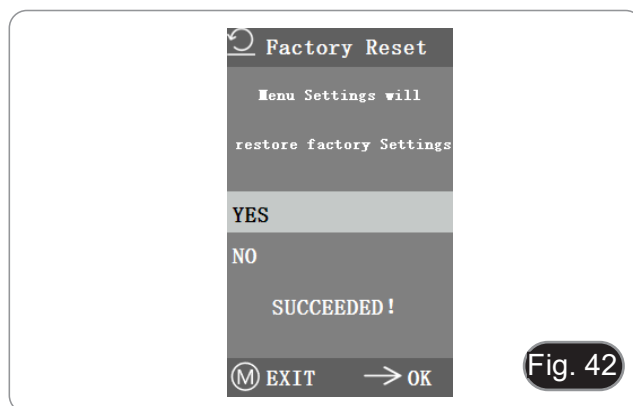 Factory Reset
Menu Settings will
restore factory Settings
YES
NO
SUCCEEDED!
M EXIT → OK
Fig. 42